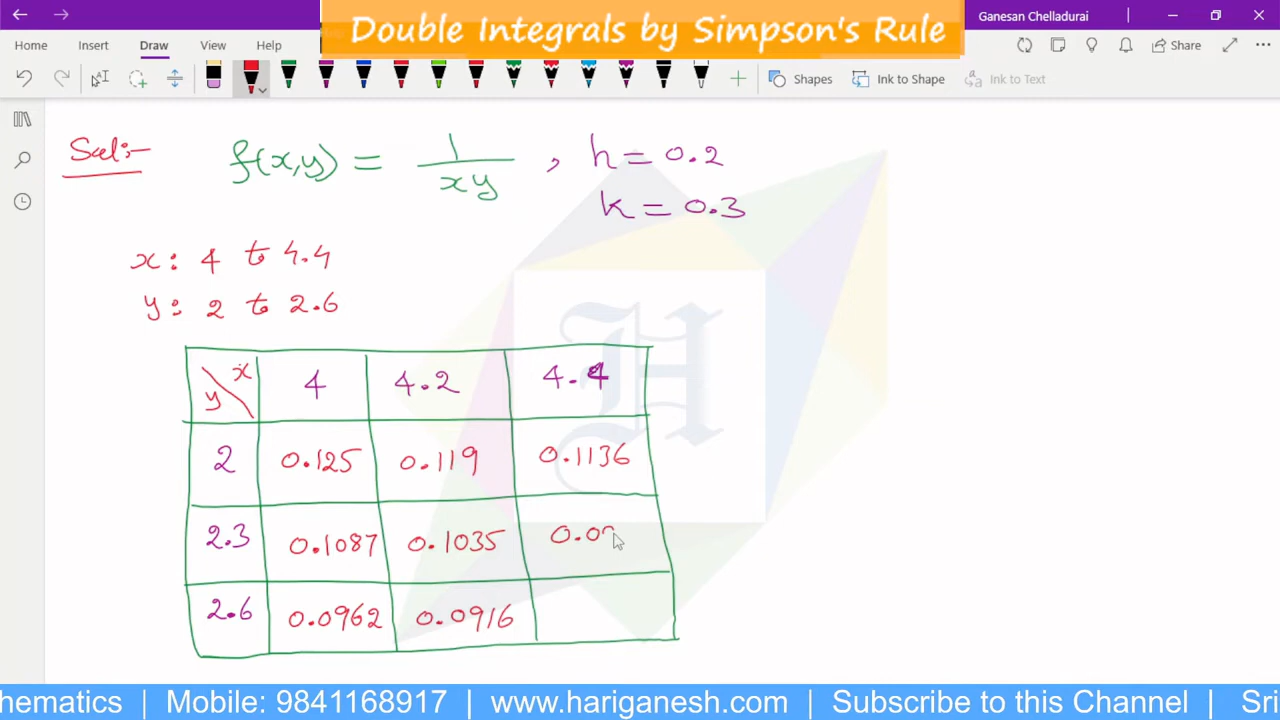 Double Integrals by Simpson's Rule
Ganesan Chelladurai
Home Insert Draw View Help
Share
Shapes Ink to Shape Ink to Text
Sol:-
f(x,y) = 1/xy , h = 0.2
k = 0.3
x: 4 to 4.4
y: 2 to 2.6
x y 4 4.2 4.4
2 0.125 0.119 0.1136
2.3 0.1087 0.1035 0.0
2.6 0.0962 0.0916
H
hematics | Mobile: 9841168917 | www.hariganesh.com | Subscribe to this Channel | Sri